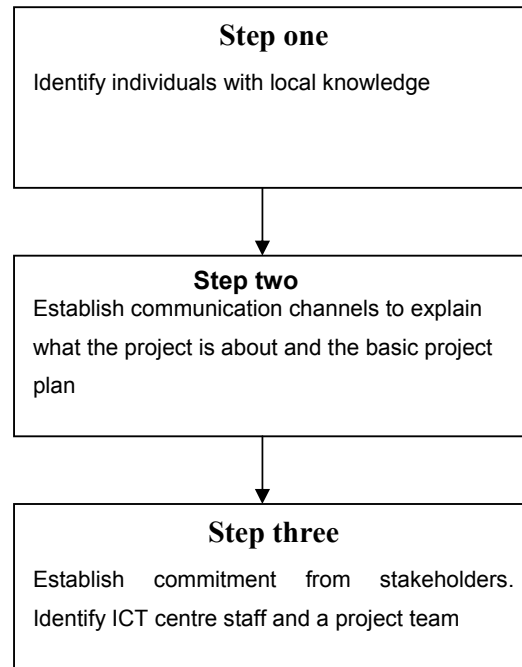 Step one
Identify individuals with local knowledge
Step two
Establish communication channels to explain
what the project is about and the basic project
plan
Step three
Establish commitment from stakeholders.
Identify ICT centre staff and a project team